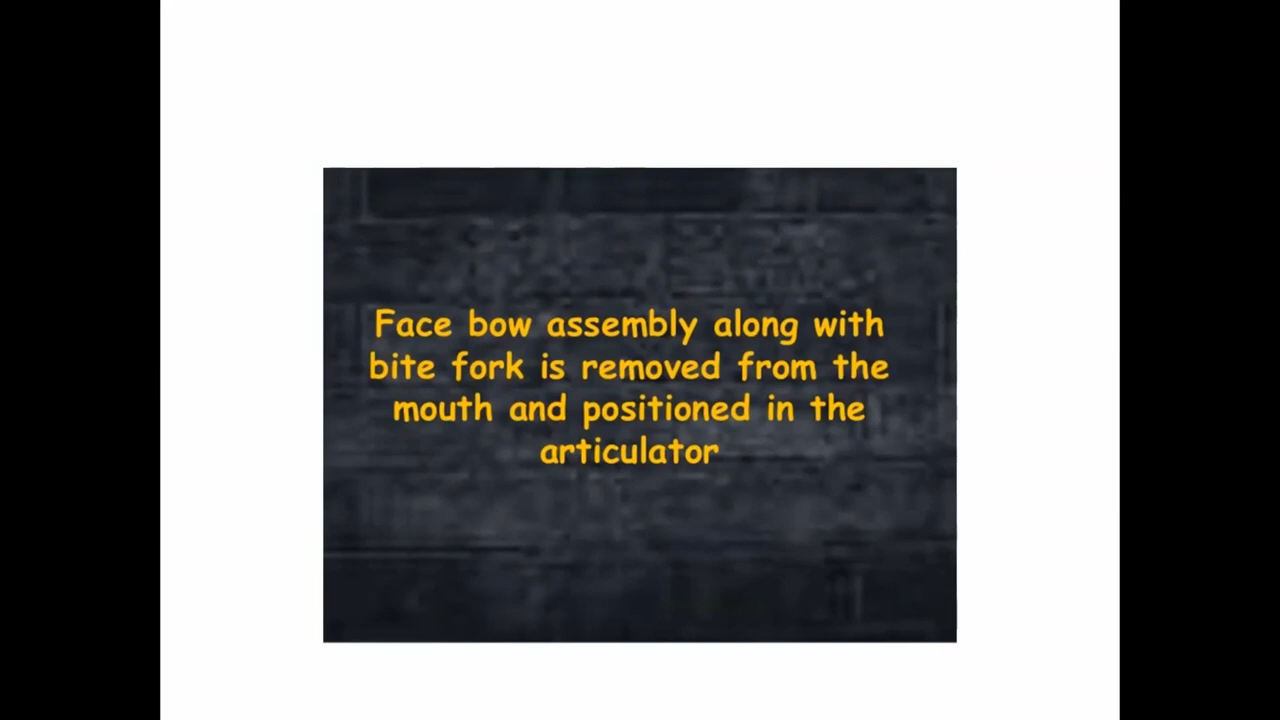 Face bow assembly along with
bite fork is removed from the
mouth and positioned in the
articulator